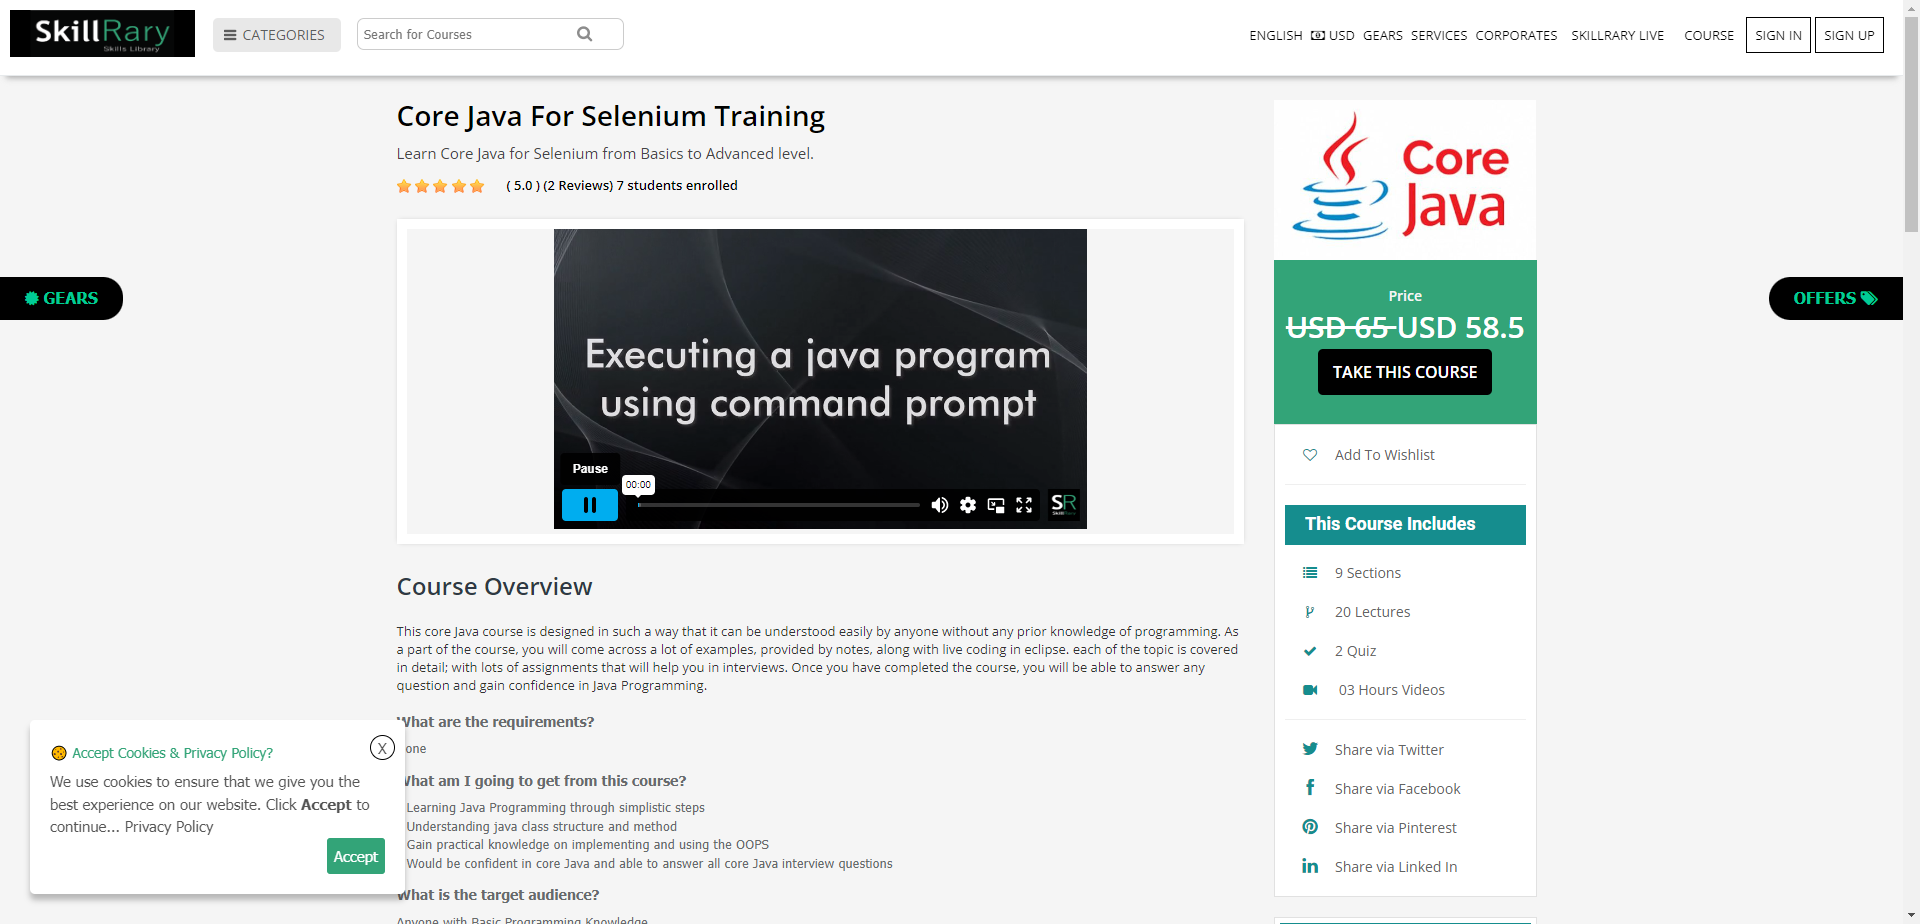 SkillRary
Skills Library
CATEGORIES
Search for Courses
ENGLISH USD GEARS SERVICES CORPORATES SKILLRARY LIVE COURSE SIGN IN SIGN UP
Core Java For Selenium Training
Learn Core Java for Selenium from Basics to Advanced level.
( 5.0 ) (2 Reviews) 7 students enrolled
GEARS
OFFERS
Executing a java program
using command prompt
Pause
00:00
SR
Course Overview
This core Java course is designed in such a way that it can be understood easily by anyone without any prior knowledge of programming. As
a part of the course, you will come across a lot of examples, provided by notes, along with live coding in eclipse. each of the topic is covered
in detail; with lots of assignments that will help you in interviews. Once you have completed the course, you will be able to answer any
question and gain confidence in Java Programming.
What are the requirements?
one
What am I going to get from this course?
Learning Java Programming through simplistic steps
Understanding java class structure and method
Gain practical knowledge on implementing and using the OOPS
Would be confident in core Java and able to answer all core Java interview questions
What is the target audience?
Anyone with Basic Programming Knowledge
Accept Cookies & Privacy Policy?
X
We use cookies to ensure that we give you the
best experience on our website. Click Accept to
continue... Privacy Policy
Accept
Core
Java
Price
USD 65 USD 58.5
TAKE THIS COURSE
Add To Wishlist
This Course Includes
9 Sections
20 Lectures
2 Quiz
03 Hours Videos
Share via Twitter
Share via Facebook
Share via Pinterest
Share via Linked In